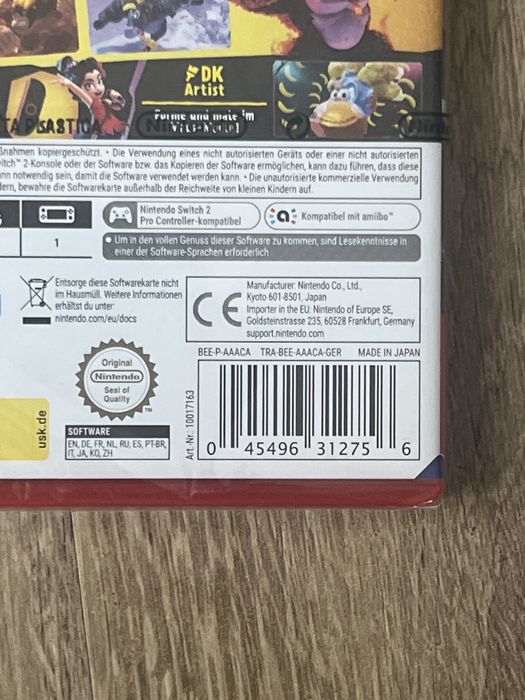 DK
Artist
Forme und male im
ßnahmen kopiergeschützt. • Die Verwendung eines nicht autorisierten Geräts oder einer nicht autorisierten
itch™ 2-Konsole oder der Software bzw. das Kopieren der Software ermöglichen, kann dazu führen, dass diese
nn notwendig sein, damit die Software verwendet werden kann. • Die unautorisierte kommerzielle Verwendung
dern, bewahre die Softwarekarte außerhalb der Reichweite von kleinen Kindern auf.
Nintendo Switch 2
Pro Controller-kompatibel
a
Kompatibel mit amiibo™
1
• Um in den vollen Genuss dieser Software zu kommen, sind Lesekenntnisse in
einer der Software-Sprachen erforderlich
Entsorge diese Softwarekarte nicht
im Hausmüll. Weitere Informationen
erhältst du unter:
nintendo.com/eu/docs
CE
Manufacturer: Nintendo Co., Ltd.,
Kyoto 601-8501, Japan
Importer in the EU: Nintendo of Europe SE,
Goldsteinstrasse 235, 60528 Frankfurt, Germany
support.nintendo.com
BEE-P-AAACA TRA-BEE-AAACA-GER MADE IN JAPAN
Original
Nintendo
Seal of
Quality
TM
usk.de
SOFTWARE
EN, DE, FR, NL, RU, ES, PT-BR,
IT, JA, KO, ZH
Art.-Nr.: 10017163
0 45496 31275 6